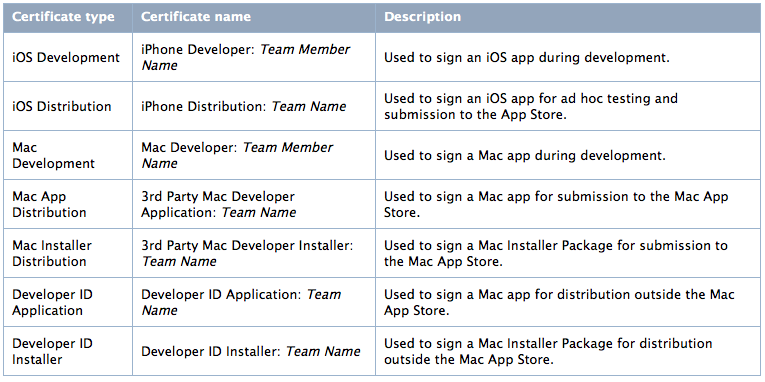 Certificate type Certificate name Description
iOS Development
iPhone Developer: Team Member
Name
Used to sign an iOS app during development.
iOS Distribution
iPhone Distribution: Team Name
Used to sign an iOS app for ad hoc testing and
submission to the App Store.
Mac
Development
Mac Developer: Team Member
Name
Used to sign a Mac app during development.
Mac App
Distribution
3rd Party Mac Developer
Application: Team Name
Used to sign a Mac app for submission to the Mac App
Store.
Mac Installer
Distribution
3rd Party Mac Developer Installer:
Team Name
Used to sign a Mac Installer Package for submission to
the Mac App Store.
Developer ID
Application
Developer ID Application: Team
Name
Used to sign a Mac app for distribution outside the Mac
App Store.
Developer ID
Installer
Developer ID Installer: Team Name
Used to sign a Mac Installer Package for distribution
outside the Mac App Store.